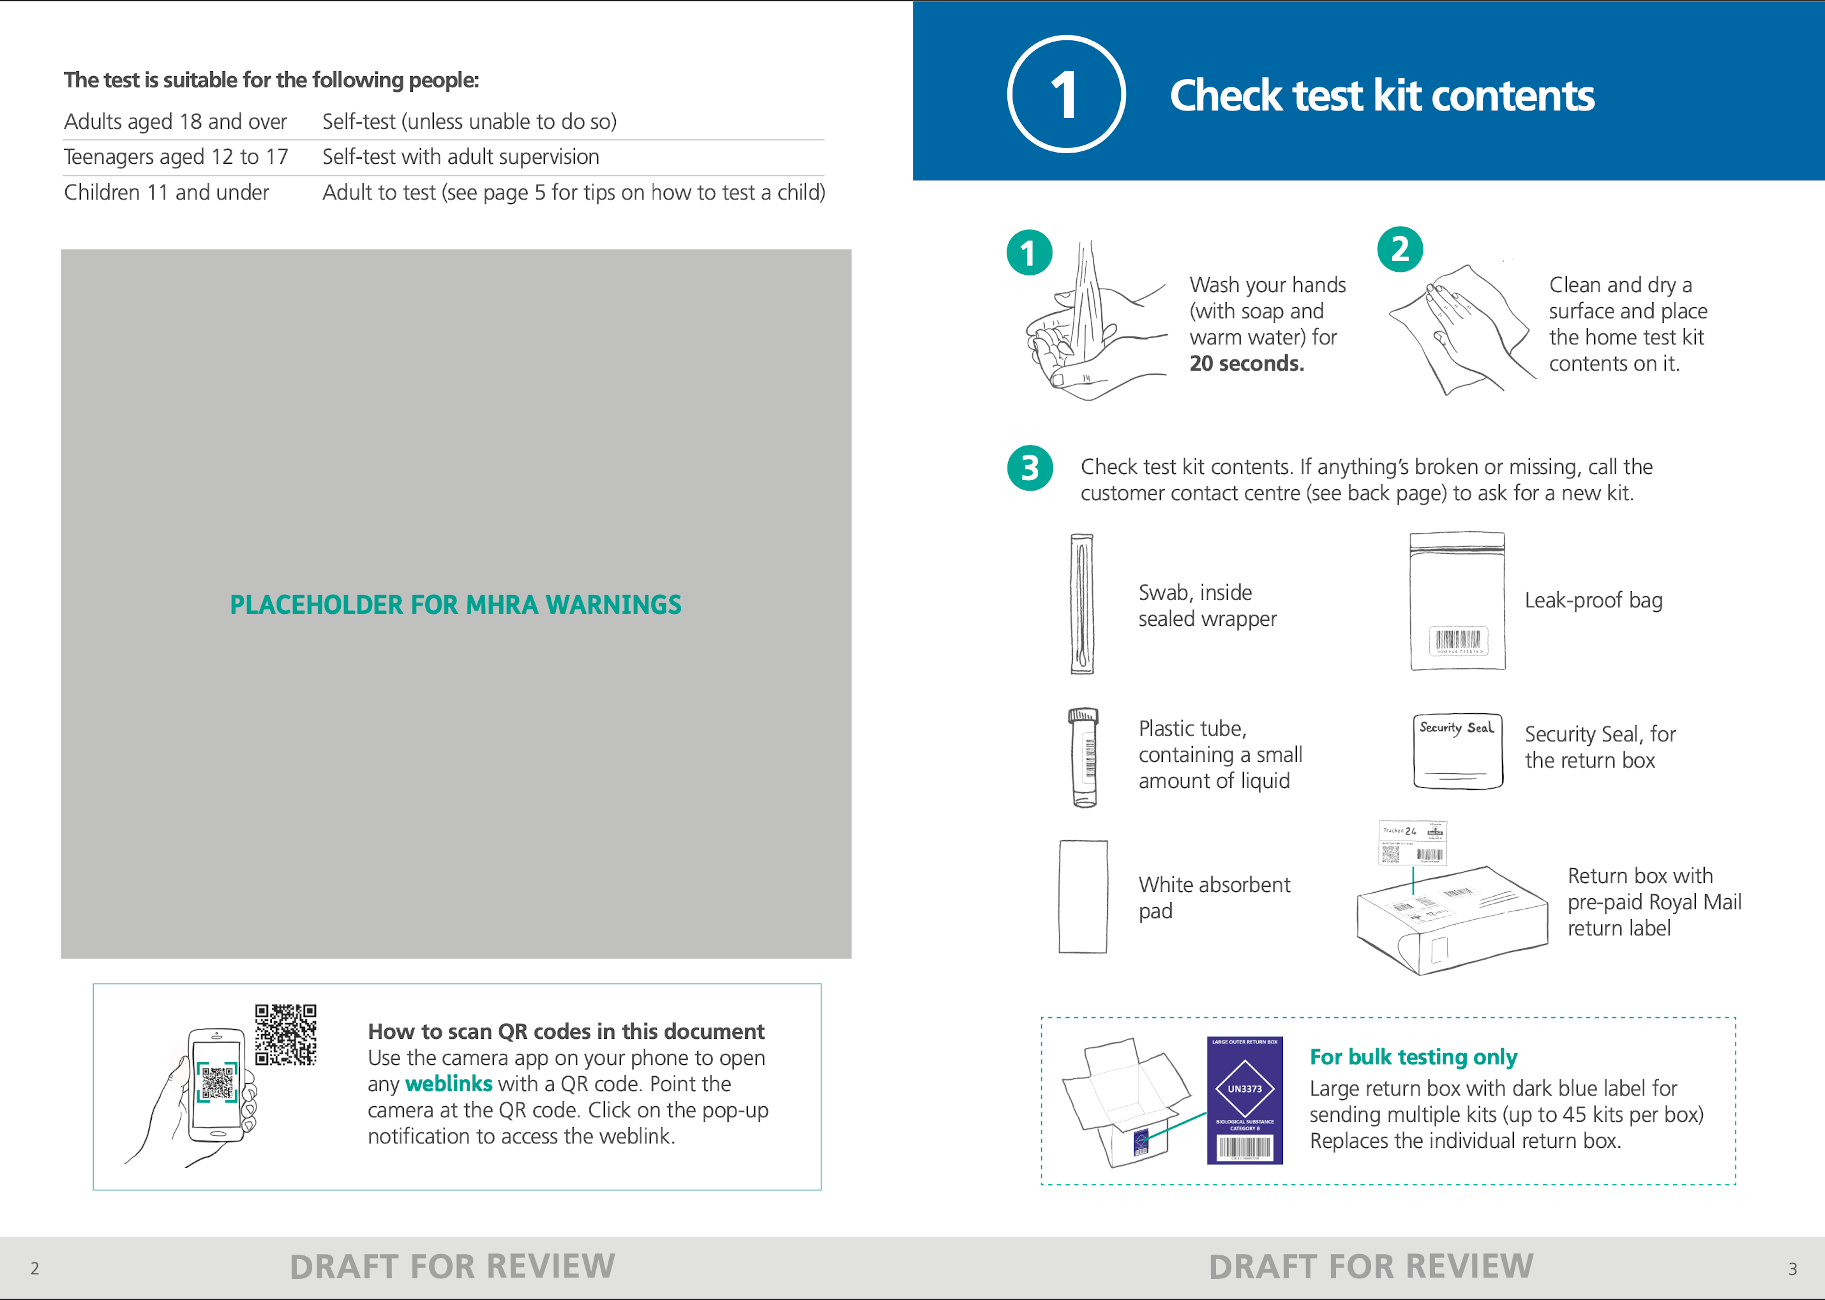 The test is suitable for the following people:
Adults aged 18 and over Self-test (unless unable to do so)
Teenagers aged 12 to 17 Self-test with adult supervision
Children 11 and under Adult to test (see page 5 for tips on how to test a child)
PLACEHOLDER FOR MHRA WARNINGS
How to scan QR codes in this document
Use the camera app on your phone to open
any weblinks with a QR code. Point the
camera at the QR code. Click on the pop-up
notification to access the weblink.
2
DRAFT FOR REVIEW
1
Check test kit contents
1
Wash your hands
(with soap and
warm water) for
20 seconds.
2
Clean and dry a
surface and place
the home test kit
contents on it.
3
Check test kit contents. If anything’s broken or missing, call the
customer contact centre (see back page) to ask for a new kit.
Swab, inside
sealed wrapper
Leak-proof bag
Plastic tube,
containing a small
amount of liquid
Security Seal
Security Seal, for
the return box
White absorbent
pad
Tracked 24
Return box with
pre-paid Royal Mail
return label
LARGE OUTER RETURN BOX
UN3373
BIOLOGICAL SUBSTANCE
CATEGORY B
For bulk testing only
Large return box with dark blue label for
sending multiple kits (up to 45 kits per box)
Replaces the individual return box.
DRAFT FOR REVIEW
3